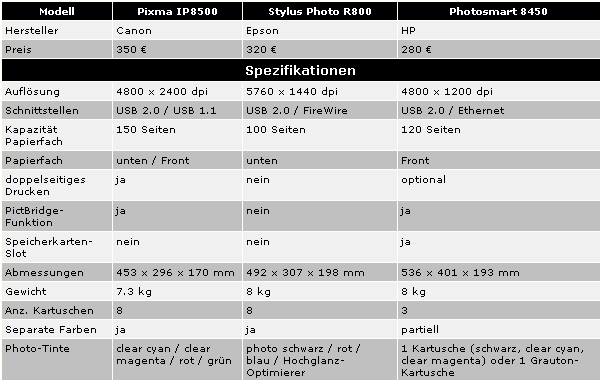 Modell Pixma IP8500 Stylus Photo R800 Photosmart 8450
Hersteller Canon Epson HP
Preis 350 € 320 € 280 €
Spezifikationen
Auflösung 4800 x 2400 dpi 5760 x 1440 dpi 4800 x 1200 dpi
Schnittstellen USB 2.0 / USB 1.1 USB 2.0 / FireWire USB 2.0 / Ethernet
Kapazität Papierfach 150 Seiten 100 Seiten 120 Seiten
Papierfach unten / Front unten Front
doppelseitiges Drucken ja nein optional
PictBridge-Funktion ja nein ja
Speicherkarten-Slot nein nein ja
Abmessungen 453 x 296 x 170 mm 492 x 307 x 198 mm 536 x 401 x 193 mm
Gewicht 7.3 kg 8 kg 8 kg
Anz. Kartuschen 8 8 3
Separate Farben ja ja partiell
Photo-Tinte clear cyan / clear magenta / rot / grün photo schwarz / rot / blau / Hochglanz-Optimierer 1 Kartusche (schwarz, clear cyan, clear magenta) oder 1 Grauton-Kartusche